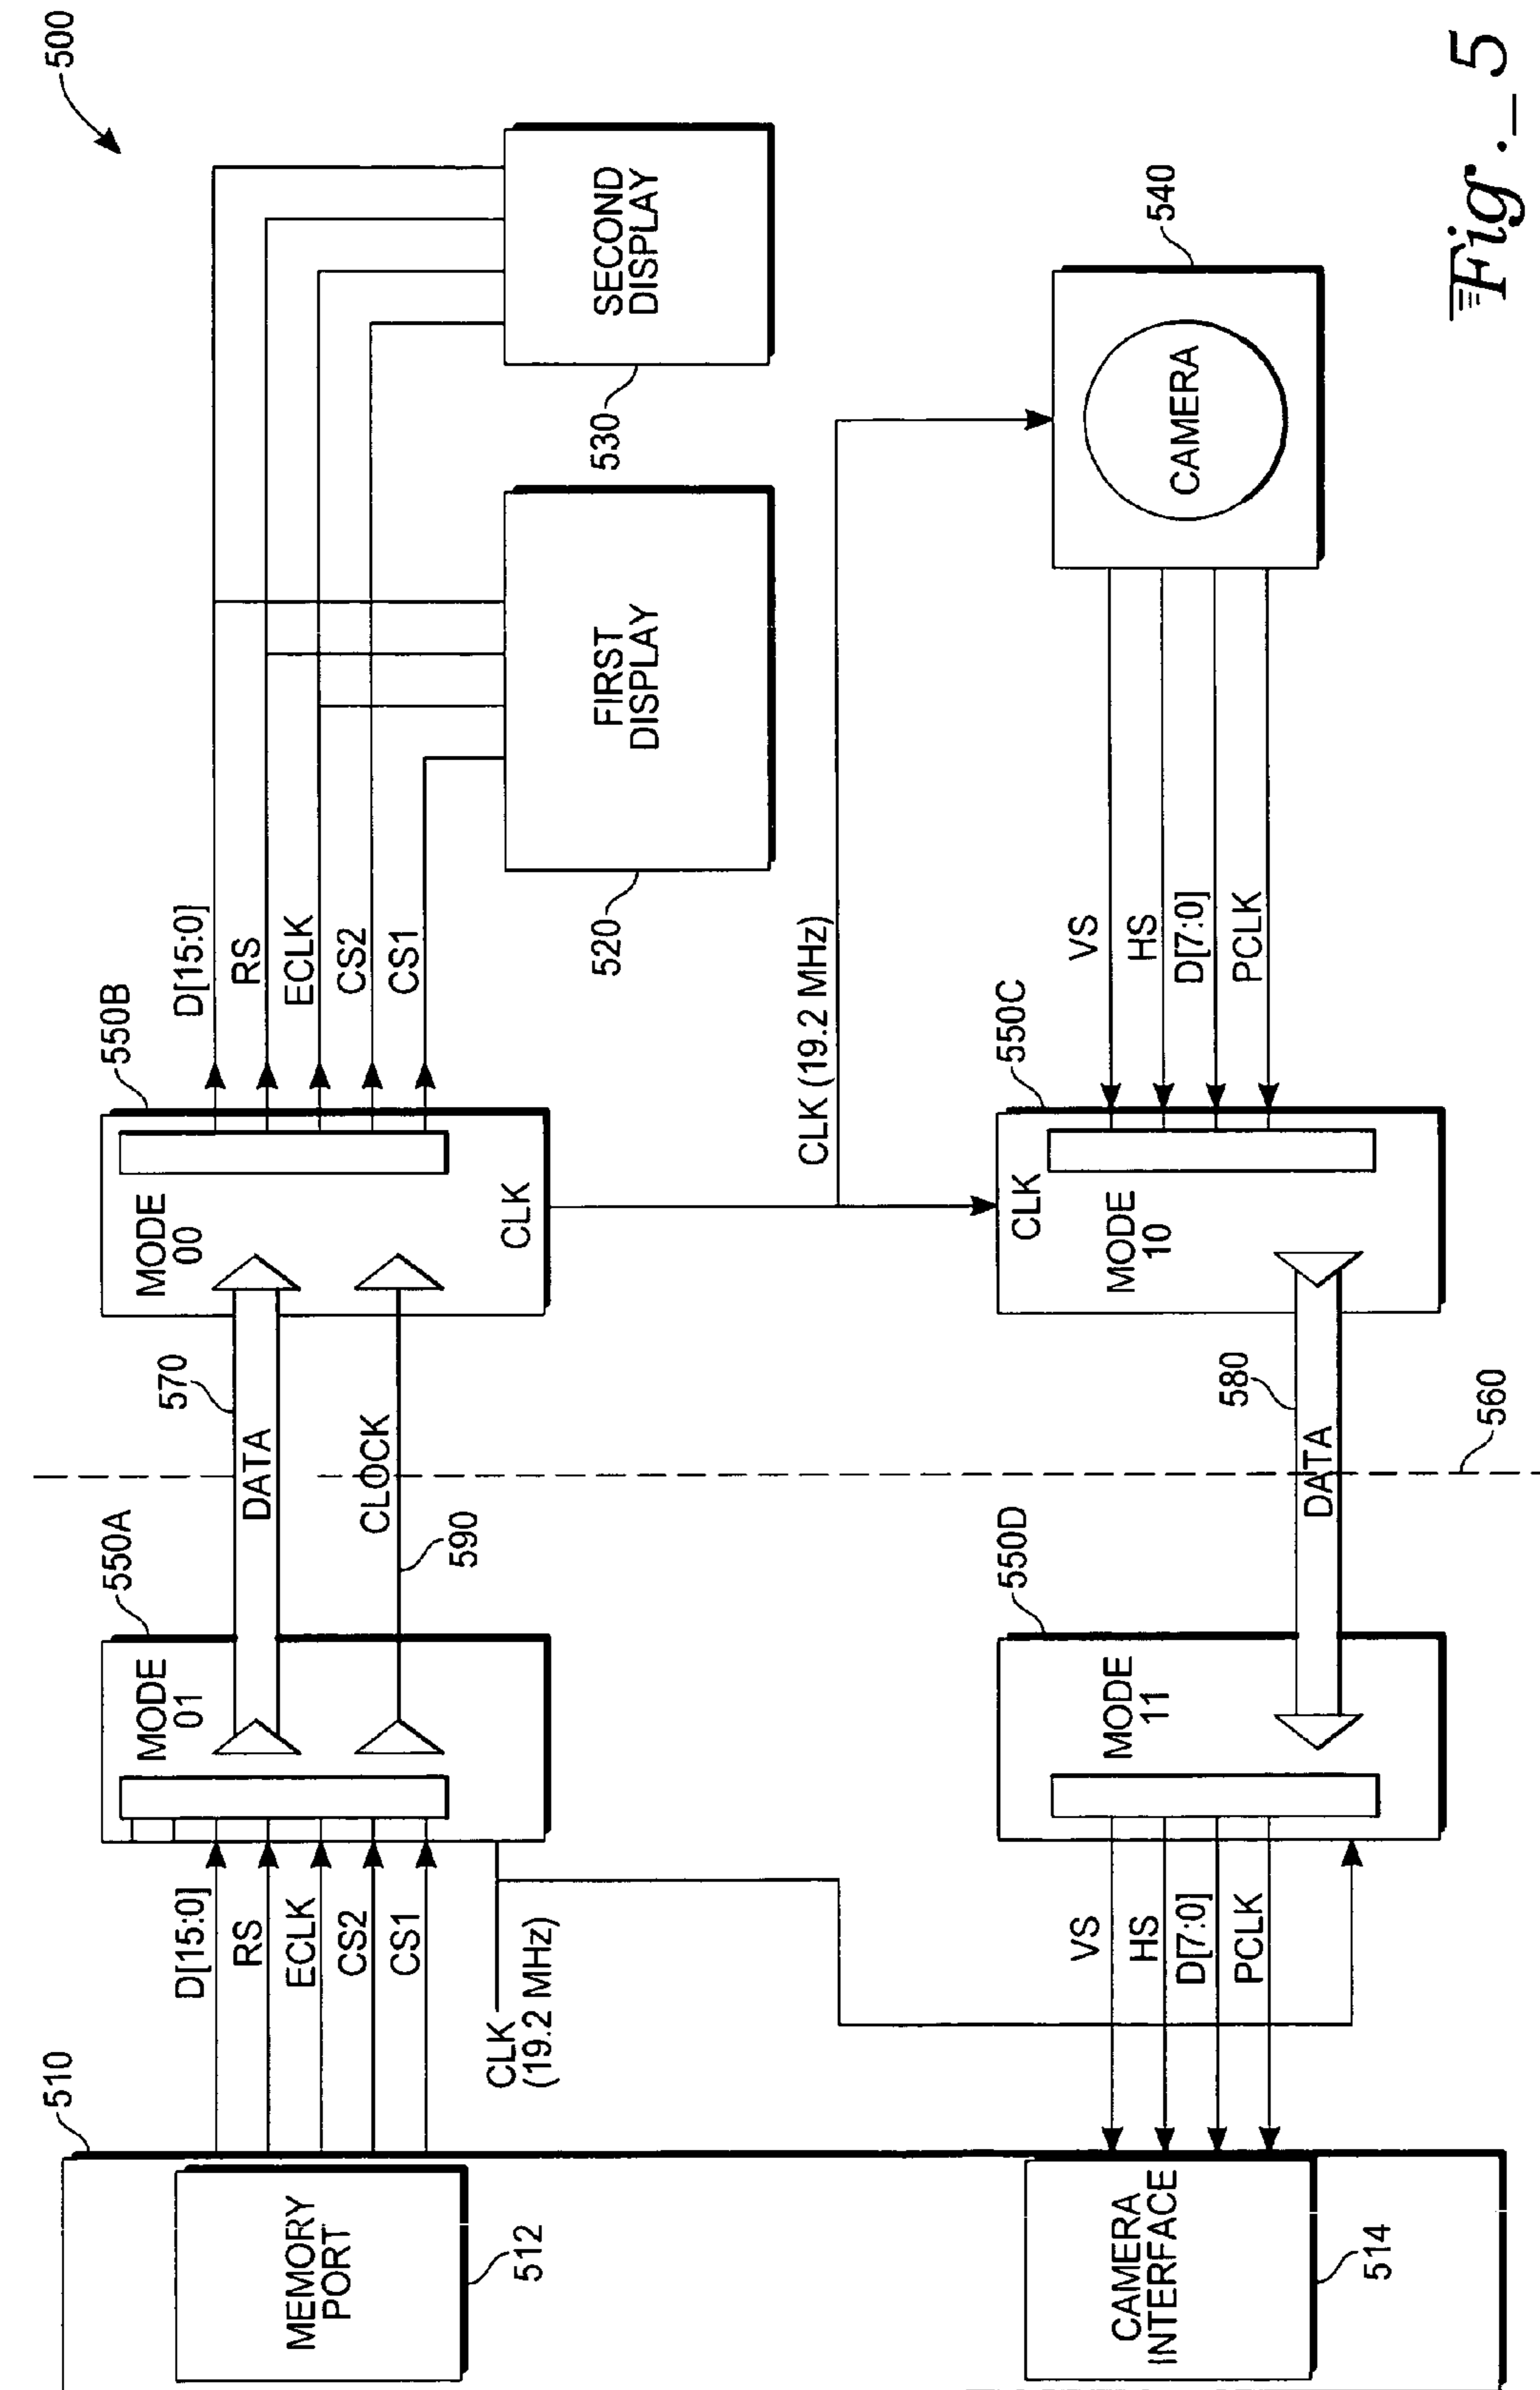 500
510
MEMORY
PORT
512
D[15:0]
RS
ECLK
CS2
CS1
CLK
(19.2 MHz)
550A
MODE
01
570
DATA
CLOCK
590
550B
MODE
00
CLK
D[15:0]
RS
ECLK
CS2
CS1
FIRST
DISPLAY
520
SECOND
DISPLAY
530
CLK (19.2 MHz)
CAMERA
INTERFACE
514
VS
HS
D[7:0]
PCLK
550D
MODE
11
580
DATA
560
550C
CLK
MODE
10
VS
HS
D[7:0]
PCLK
CAMERA
540
Fig._5